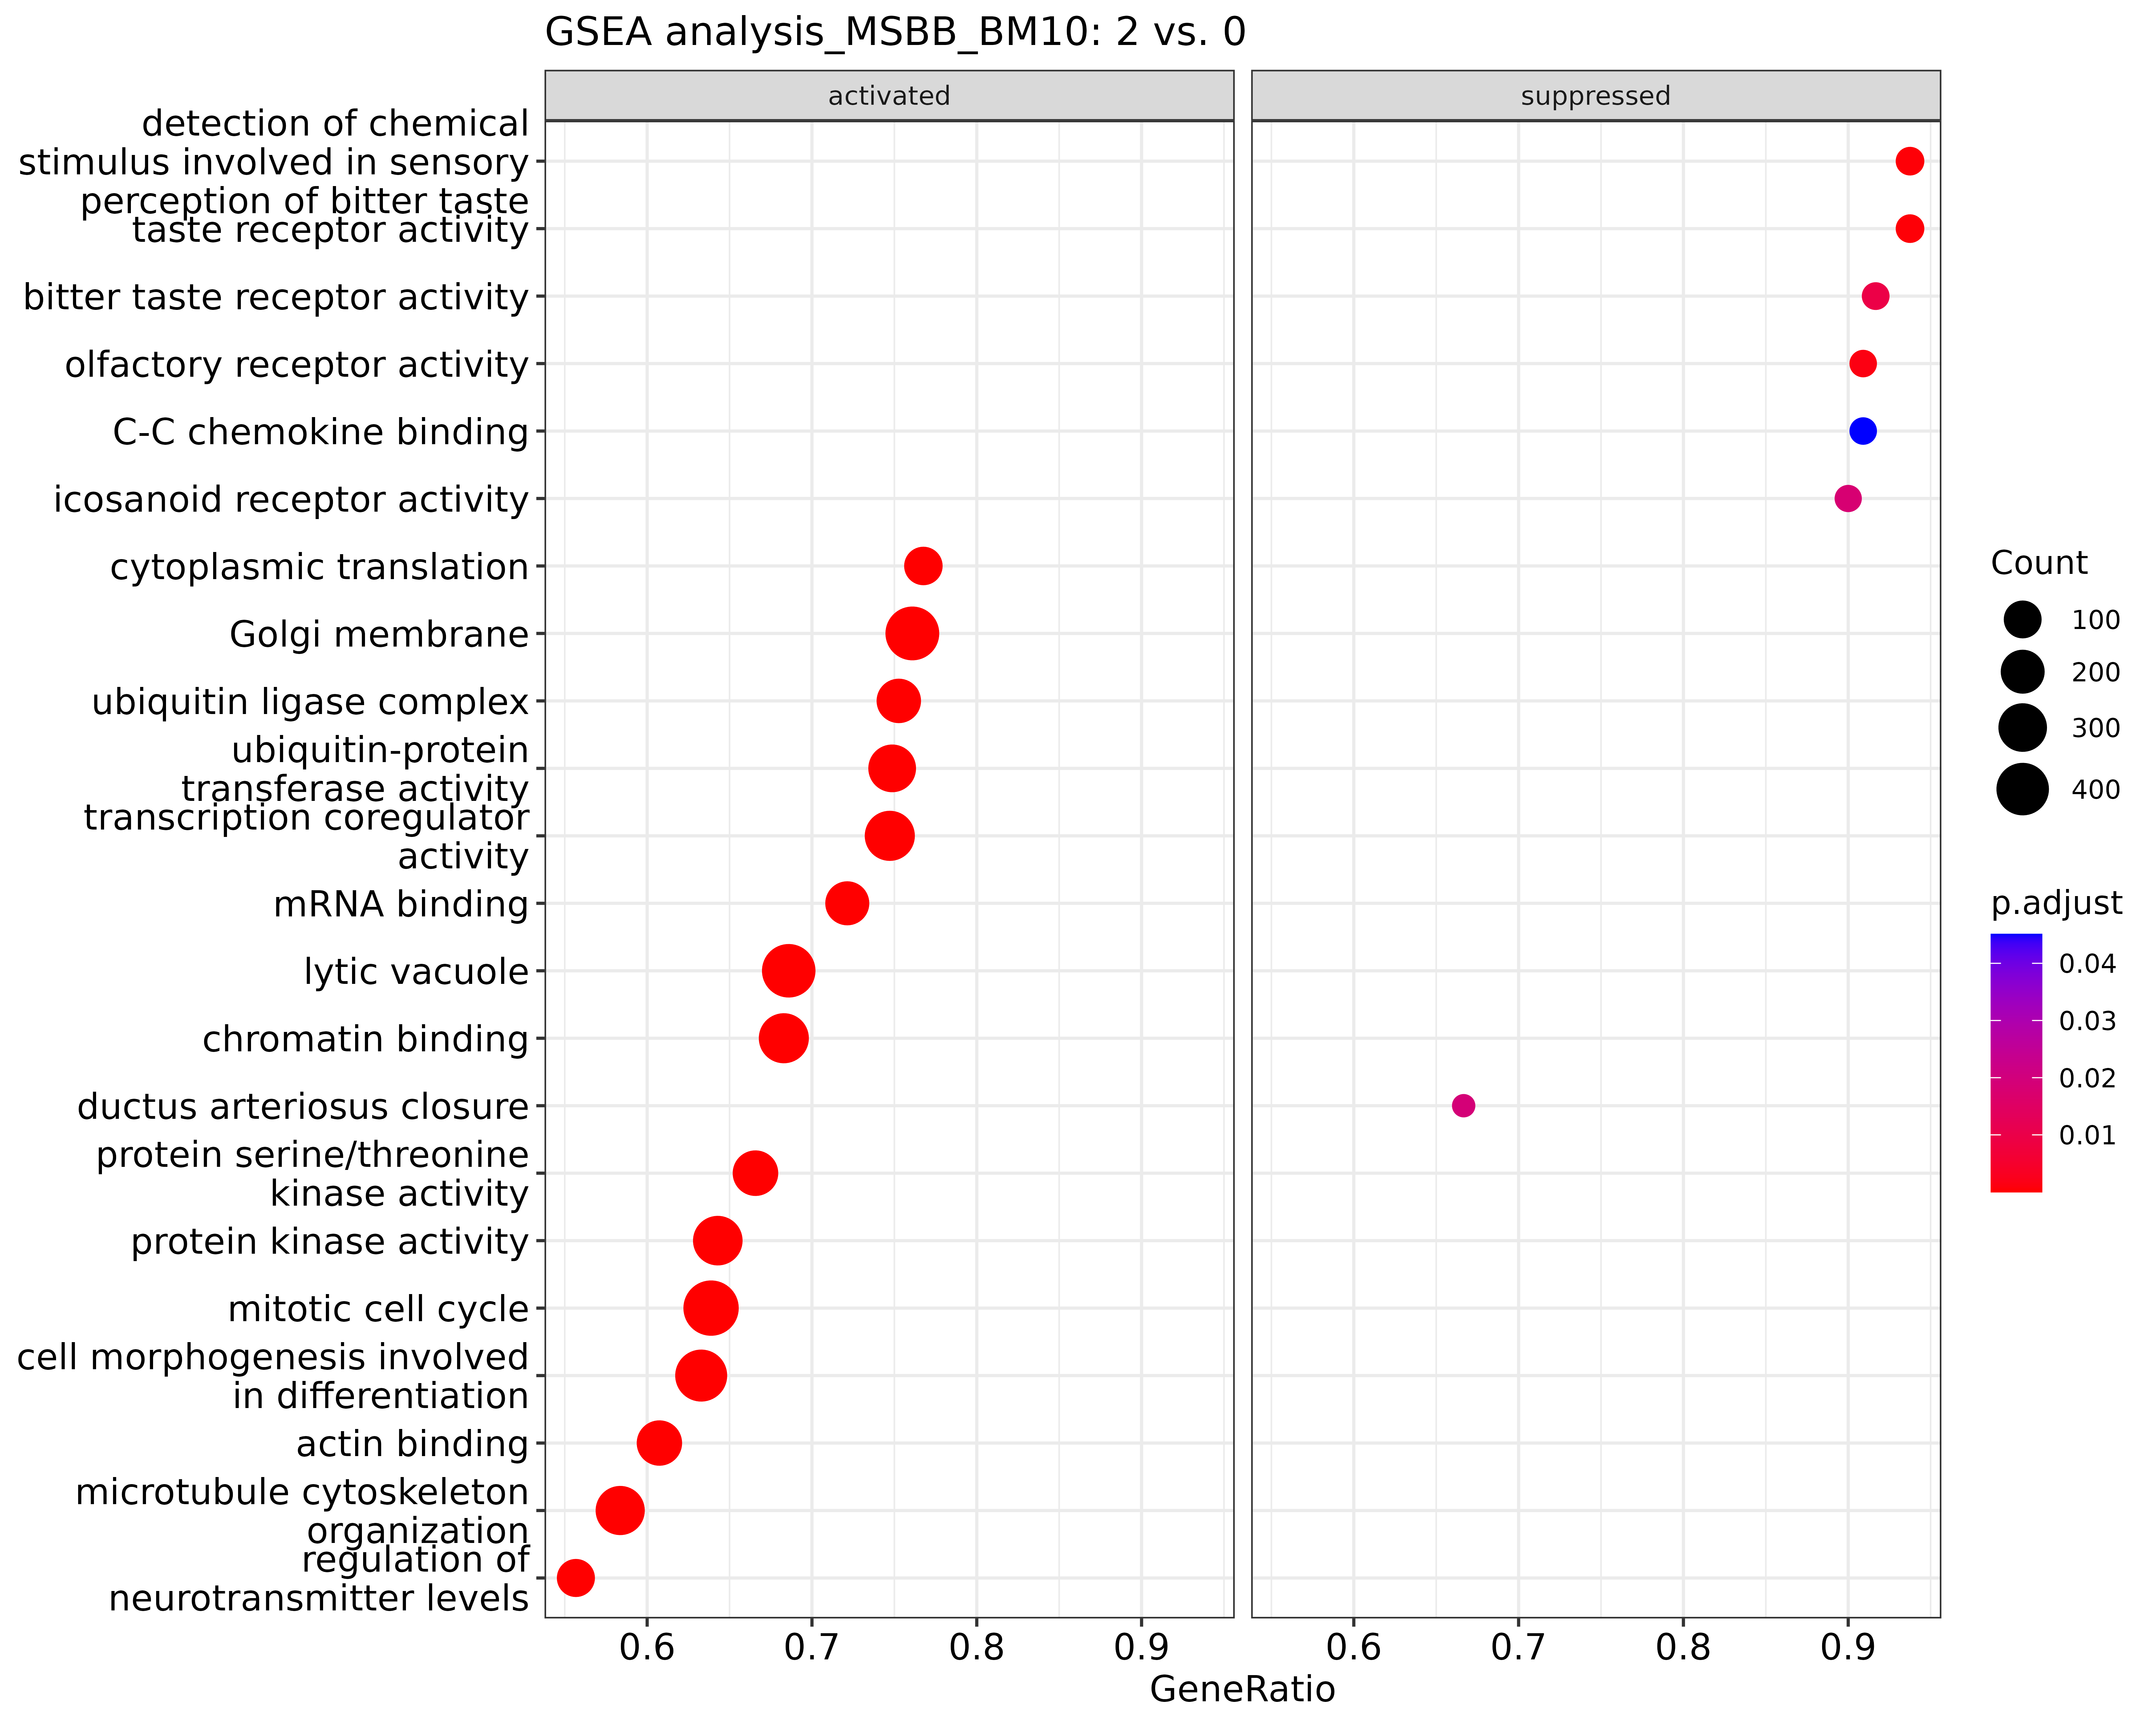 GSEA analysis_MSBB_BM10: 2 vs. 0
activated
suppressed
detection of chemical
stimulus involved in sensory
perception of bitter taste
taste receptor activity
bitter taste receptor activity
olfactory receptor activity
C-C chemokine binding
icosanoid receptor activity
cytoplasmic translation
Golgi membrane
ubiquitin ligase complex
ubiquitin-protein
transferase activity
transcription coregulator
activity
mRNA binding
lytic vacuole
chromatin binding
ductus arteriosus closure
protein serine/threonine
kinase activity
protein kinase activity
mitotic cell cycle
cell morphogenesis involved
in differentiation
actin binding
microtubule cytoskeleton
organization
regulation of
neurotransmitter levels
0.6 0.7 0.8 0.9
0.6 0.7 0.8 0.9
GeneRatio
Count
100
200
300
400
p.adjust
0.04
0.03
0.02
0.01